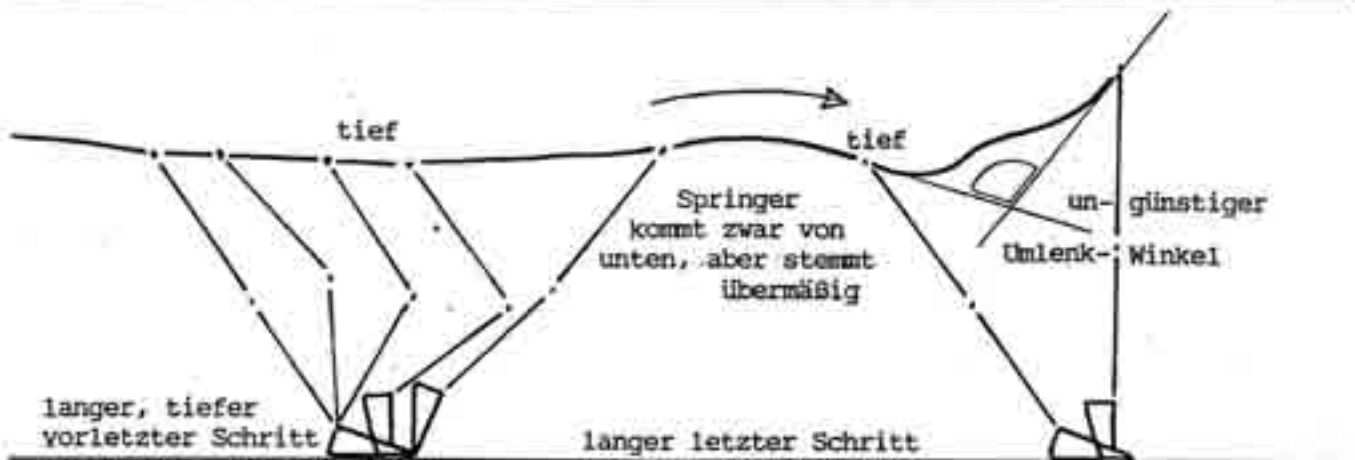 tief
tief
Springer
kommt zwar von
unten, aber stemmt
übermäßig
un- günstiger
Umlenk- Winkel
langer, tiefer
vorletzter Schritt
langer letzter Schritt